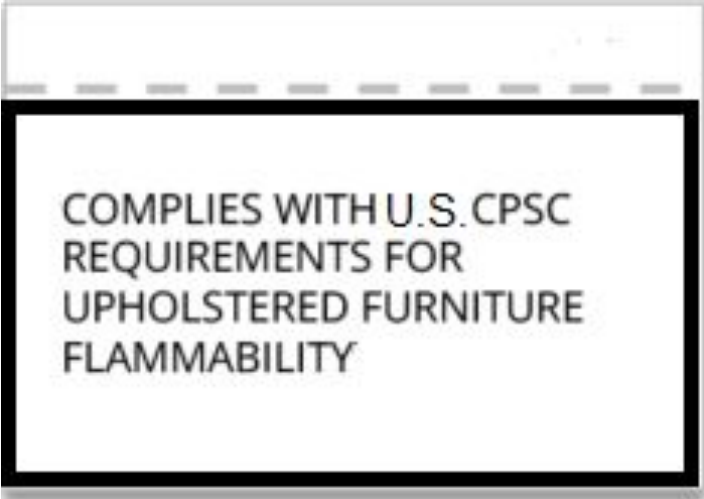 COMPLIES WITH U.S. CPSC
REQUIREMENTS FOR
UPHOLSTERED FURNITURE
FLAMMABILITY